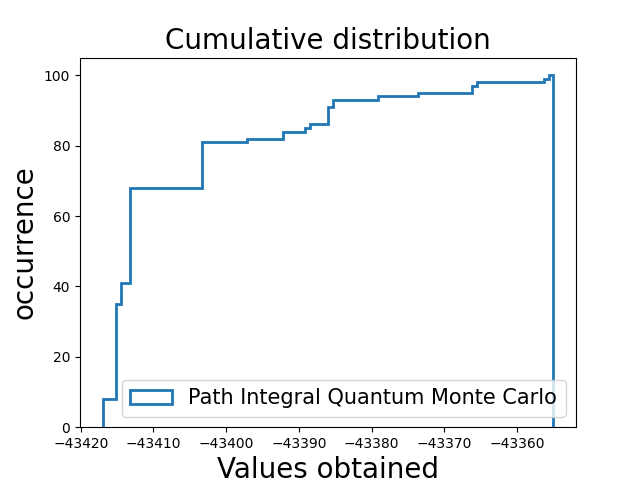 Cumulative distribution
occurrence
100
80
60
40
20
0
Path Integral Quantum Monte Carlo
−43420 −43410 −43400 −43390 −43380 −43370 −43360
Values obtained